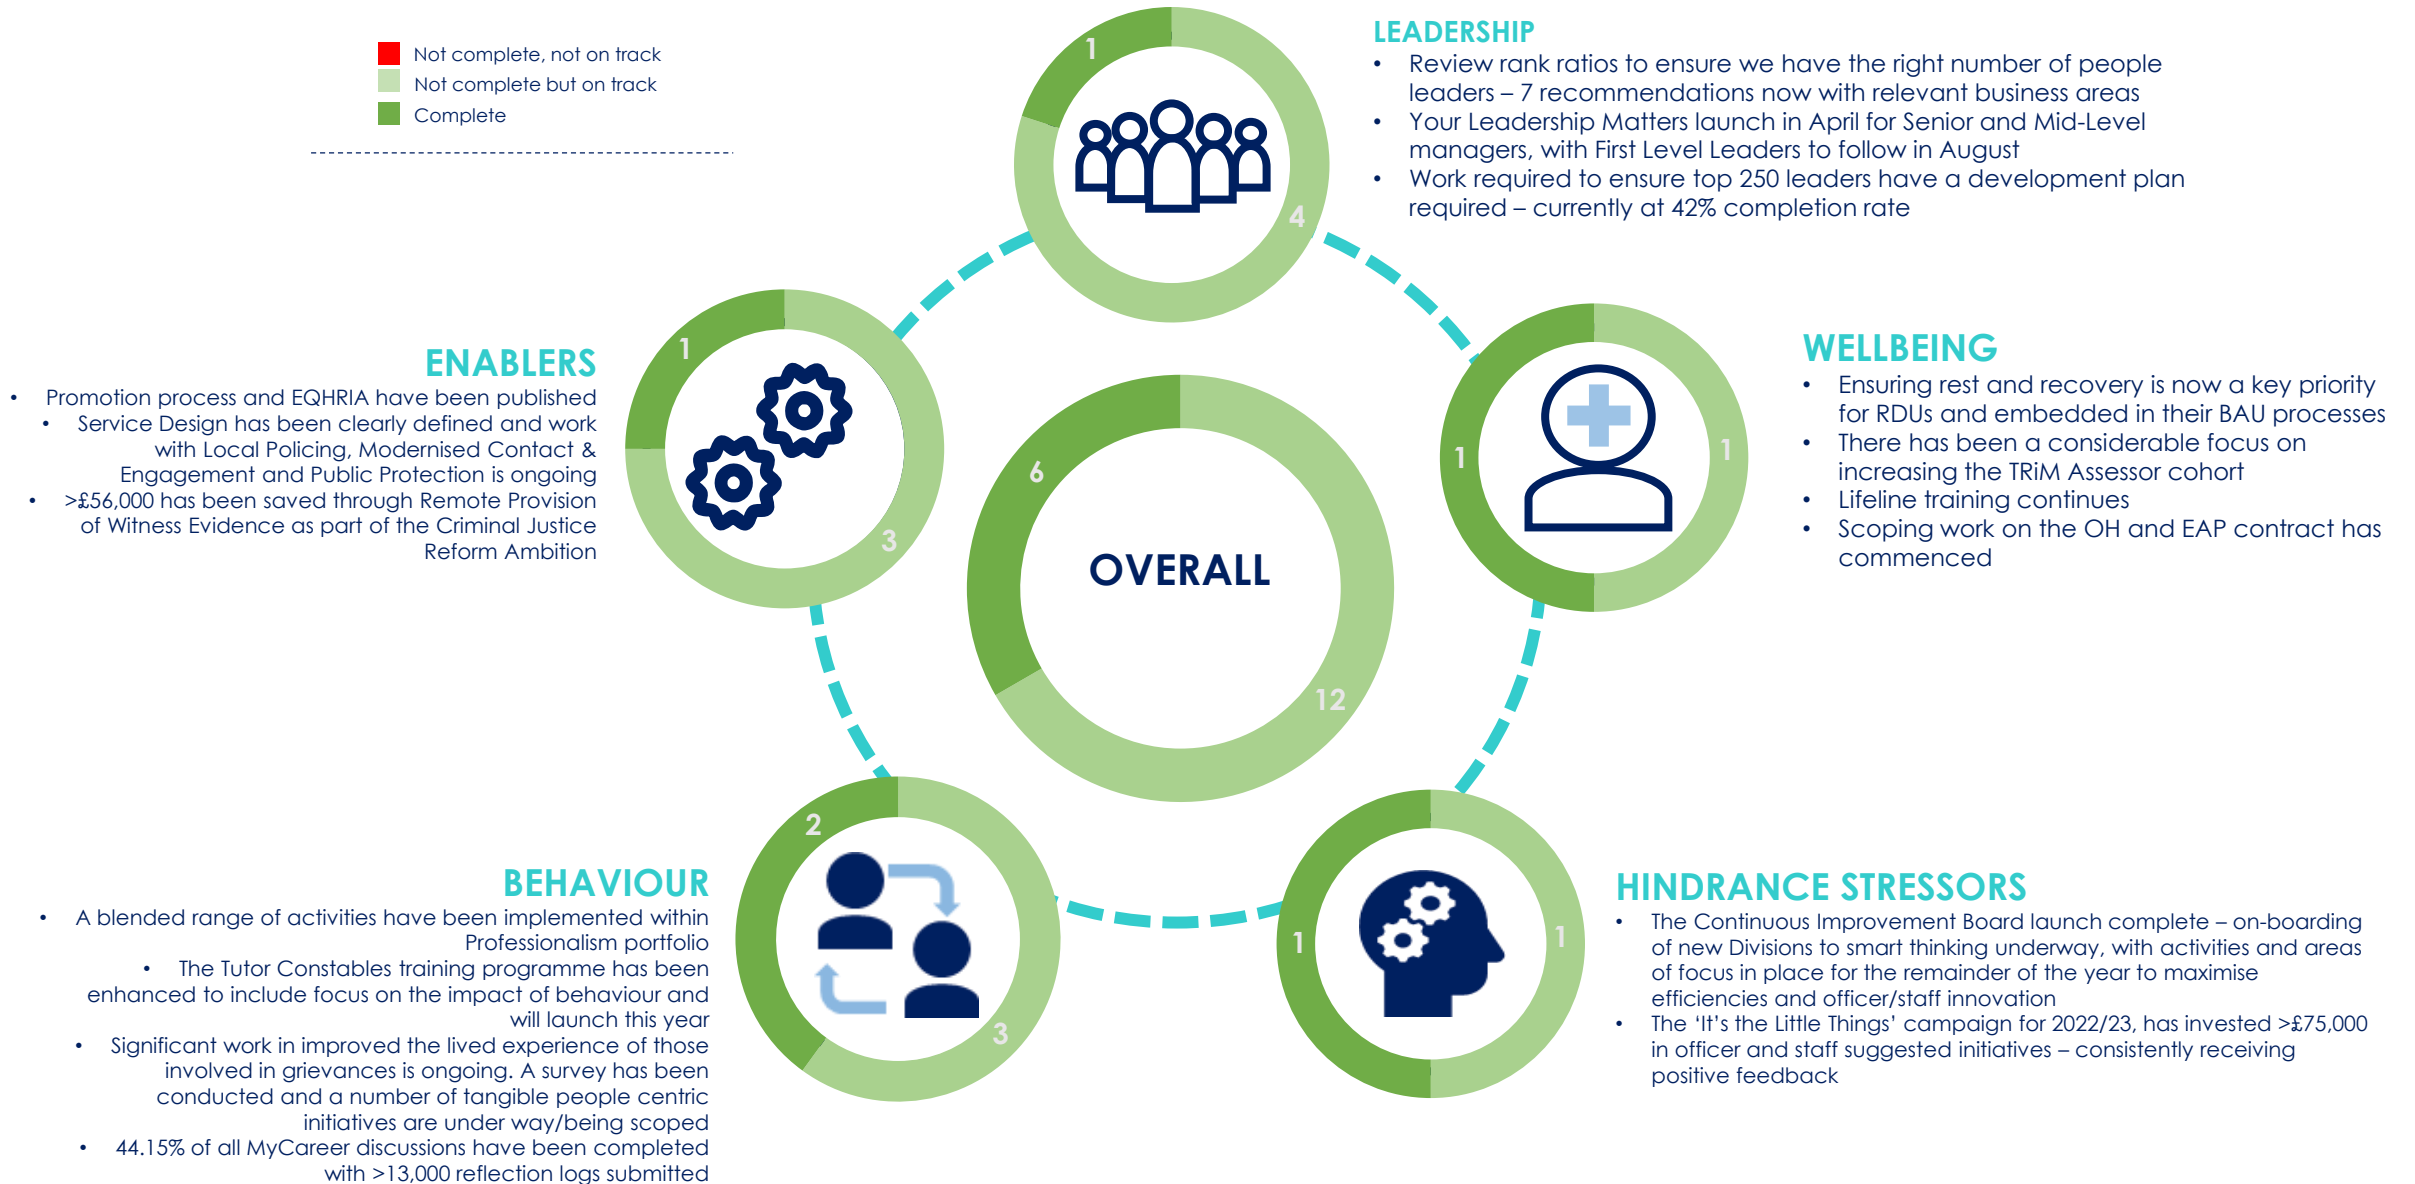 Not complete, not on track
Not complete but on track
Complete
1
4
LEADERSHIP
• Review rank ratios to ensure we have the right number of people
leaders – 7 recommendations now with relevant business areas
• Your Leadership Matters launch in April for Senior and Mid-Level
managers, with First Level Leaders to follow in August
• Work required to ensure top 250 leaders have a development plan
required – currently at 42% completion rate
ENABLERS
• Promotion process and EQHRIA have been published
• Service Design has been clearly defined and work
with Local Policing, Modernised Contact &
Engagement and Public Protection is ongoing
• >£56,000 has been saved through Remote Provision
of Witness Evidence as part of the Criminal Justice
Reform Ambition
1
3
6
OVERALL
12
1
1
WELLBEING
• Ensuring rest and recovery is now a key priority
for RDUs and embedded in their BAU processes
• There has been a considerable focus on
increasing the TRiM Assessor cohort
• Lifeline training continues
• Scoping work on the OH and EAP contract has
commenced
BEHAVIOUR
• A blended range of activities have been implemented within
Professionalism portfolio
• The Tutor Constables training programme has been
enhanced to include focus on the impact of behaviour and
will launch this year
• Significant work in improved the lived experience of those
involved in grievances is ongoing. A survey has been
conducted and a number of tangible people centric
initiatives are under way/being scoped
• 44.15% of all MyCareer discussions have been completed
with >13,000 reflection logs submitted
2
3
1
1
HINDRANCE STRESSORS
• The Continuous Improvement Board launch complete – on-boarding
of new Divisions to smart thinking underway, with activities and areas
of focus in place for the remainder of the year to maximise
efficiencies and officer/staff innovation
• The ‘It’s the Little Things’ campaign for 2022/23, has invested >£75,000
in officer and staff suggested initiatives – consistently receiving
positive feedback